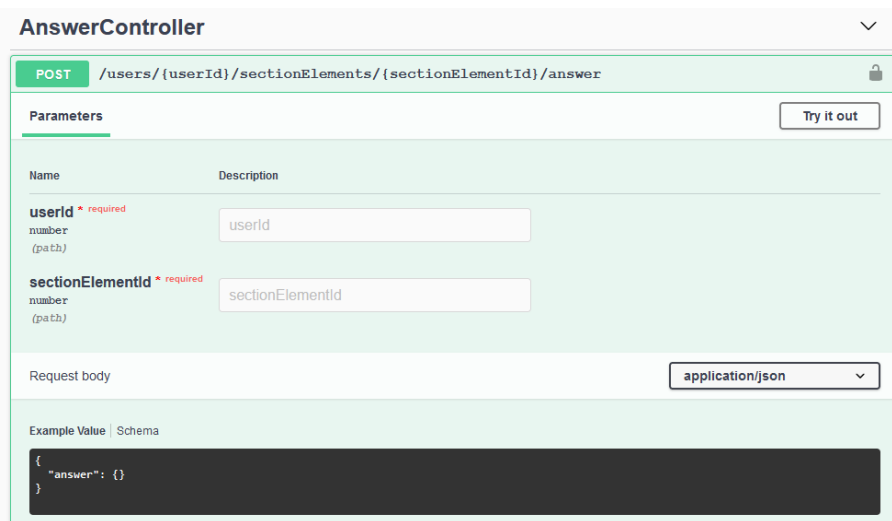 AnswerController
POST /users/{userId}/sectionElements/{sectionElementId}/answer
Parameters Try it out
Name Description
userId * required
userId
number
(path)
sectionElementId * required
sectionElementId
number
(path)
Request body application/json
Example Value Schema
{
"answer": {}
}